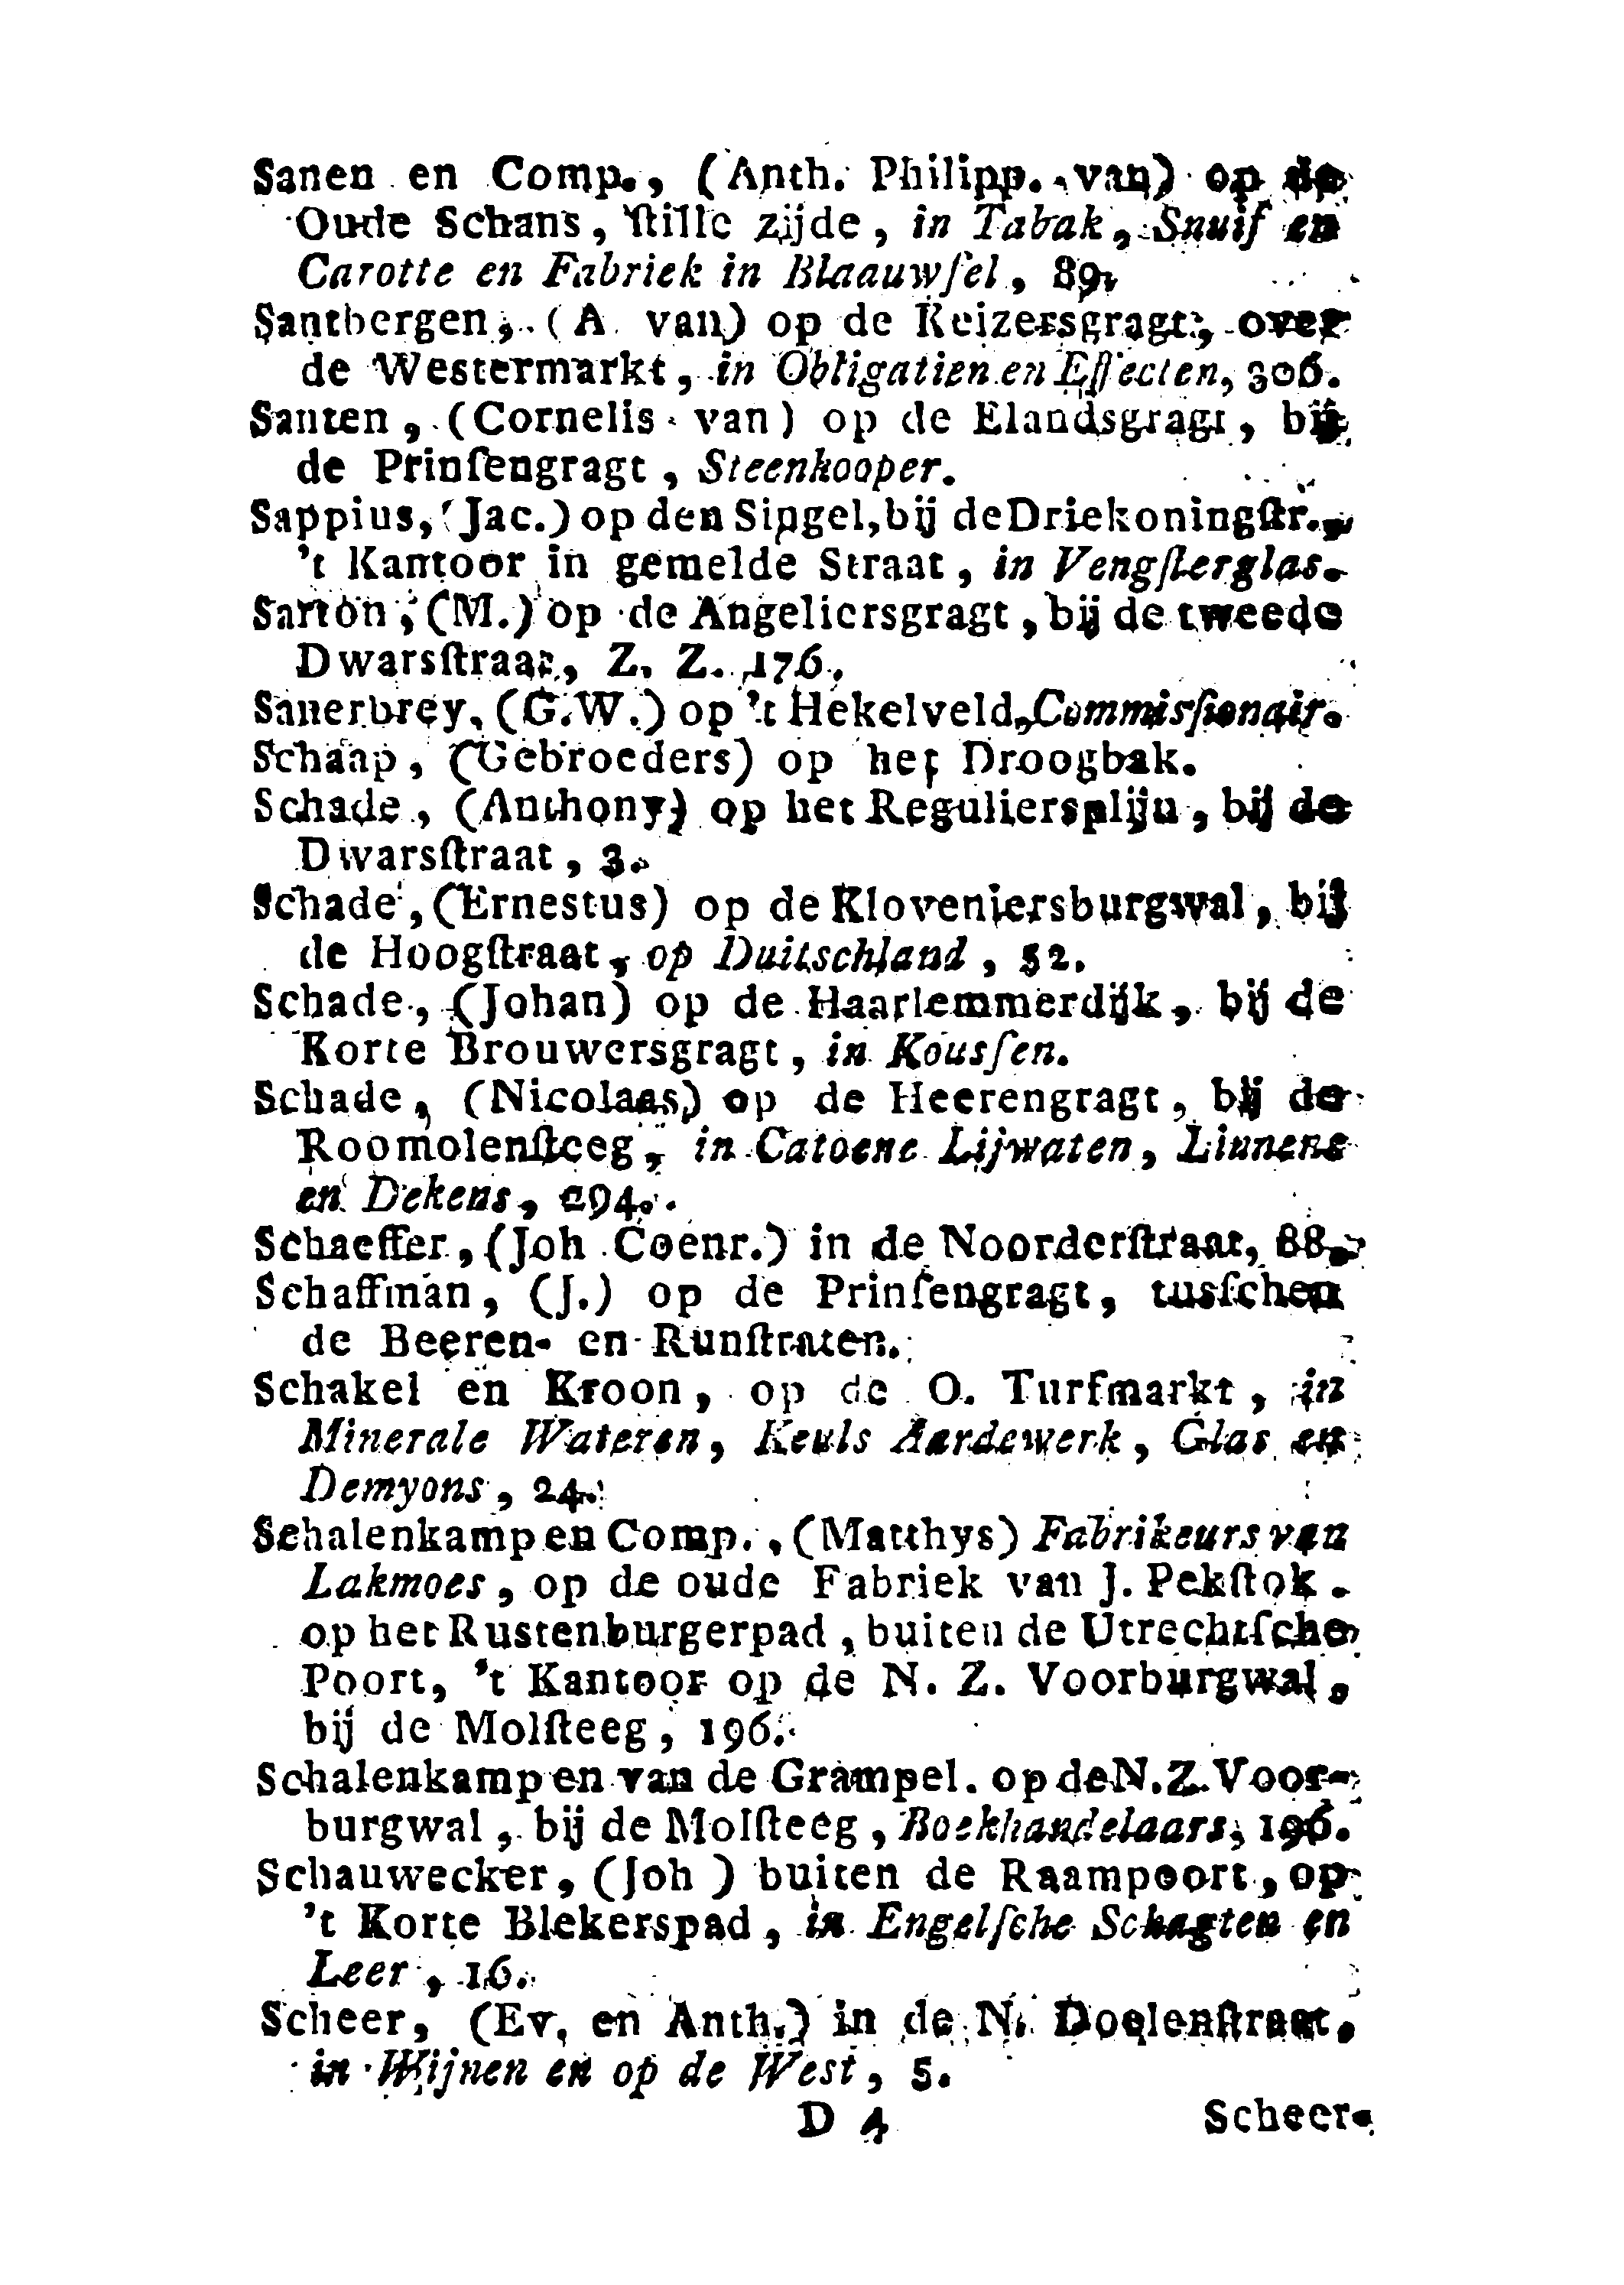 Sanen en Comp., (Anth. Philipp. van) op de
Oude Schans, ſtille zijde, in Tabak, Snuif en
Carotte en Fabriek in Blaauwſel, 89.
Santbergen, (A. van) op de Keizersgragt, over
de Westermarkt, in Obligatien en Effecten, 306.
Santen, (Cornelis van) op de Elandsgragt, bij
de Prinſengragt, Steenkooper.
Sappius, (Jac.) op den Singel, bij de Driekoningſtr.,
't Kantoor in gemelde Straat, in Vengſterglas.
Sarton, (M.) op de Angeliersgragt, bij de tweede
Dwarsſtraat, Z. Z. 176.
Sauerbrey, (G.W.) op 't Hekelveld, Commisſionair.
Schaap, (Gebroeders) op het Droogbak.
Schade, (Anthony) op het Reguliersplijn, bij de
Dwarsſtraat, 3.
Schade, (Ernestus) op de Kloveniersburgwal, bij
de Hoogſtraat, op Duitschland, 52.
Schade, (Johan) op de Haarlemmerdijk, bij de
Korte Brouwersgragt, in Kousſen.
Schade, (Nicolaas) op de Heerengragt, bij de
Roomolenſteeg, in Catoene Lijwaten, Linnens
en Dekens, 294.
Schaeffer, (Joh Coenr.) in de Noorderſtraat, 88.
Schaffman, (J.) op de Prinſengragt, tusſchen
de Beeren- en Runſtraten.
Schakel en Kroon, op de O. Turfmarkt, in
Minerale Wateren, Keuls Aardewerk, Glas en
Demyons, 24.
Schalenkamp en Comp., (Matthys) Fabrikeurs van
Lakmoes, op de oude Fabriek van J. Pekſtok.
op het Rustenburgerpad, buiten de Utrechtſche
Poort, 't Kantoor op de N. Z. Voorburgwal,
bij de Molſteeg, 196.
Schalenkamp en van de Grampel. op de N.Z. Voor-
burgwal, bij de Molſteeg, Boekhandelaars, 196.
Schauwecker, (Joh ) buiten de Raampoort, op
't Korte Blekerspad, in Engelſche Schagten en
Leer, 16.
Scheer, (Ev. en Anth.) in de N. Doelenſtraat.
in Wijnen en op de West, 5.
D 4 Scheer-